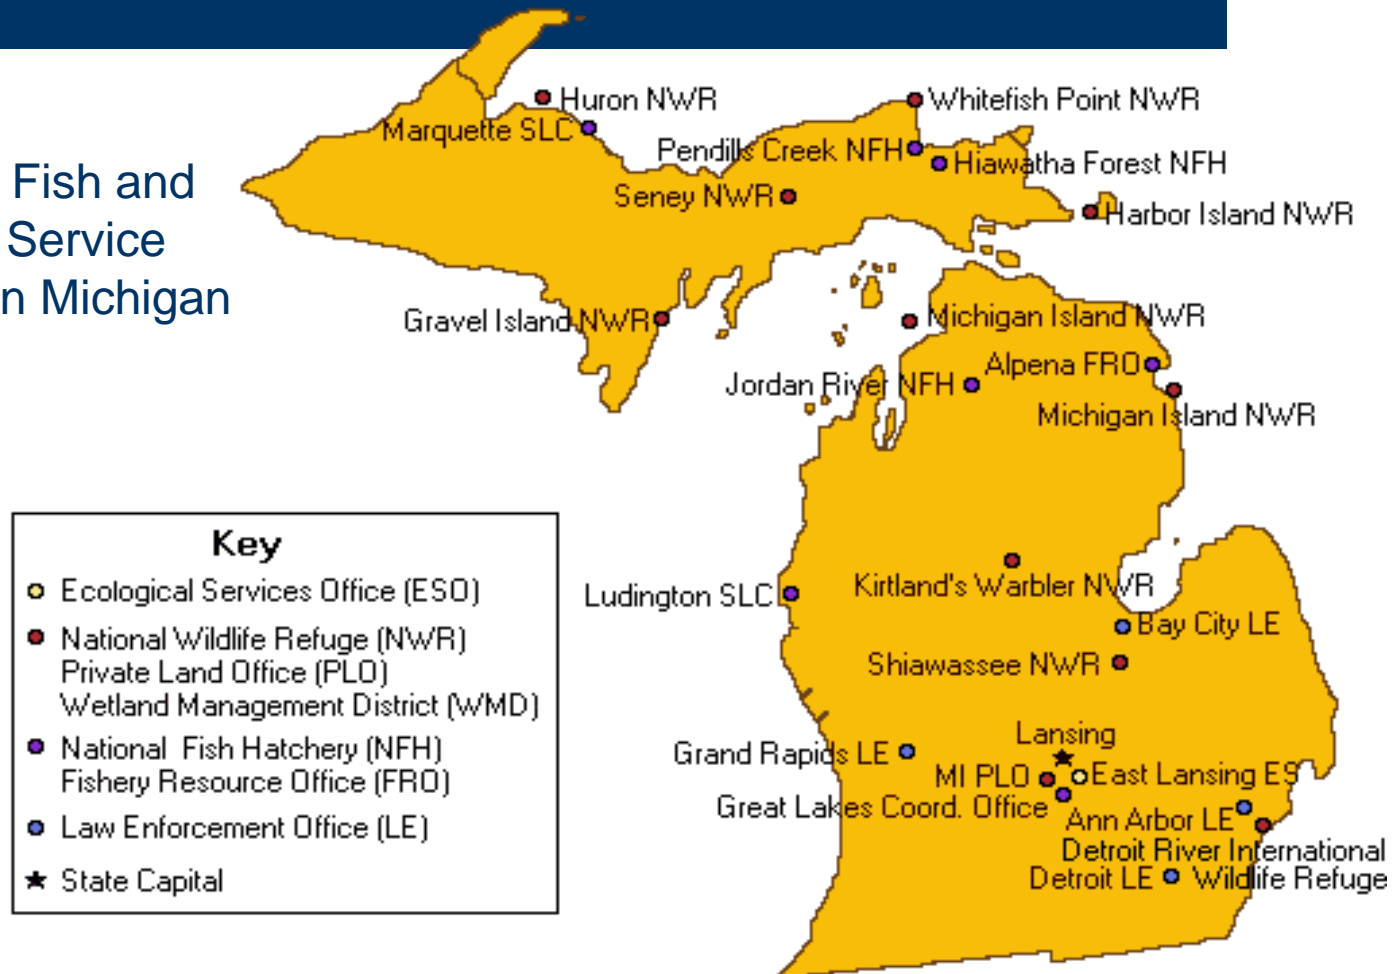 Fish and
Service
n Michigan
Huron NWR
Whitefish Point NWR
Marquette SLC
Pendills Creek NFH
Hiawatha Forest NFH
Seney NWR
Harbor Island NWR
Gravel Island NWR
Michigan Island NWR
Alpena FRO
Jordan River NFH
Michigan Island NWR
Key
Ecological Services Office (ESO)
National Wildlife Refuge (NWR)
Private Land Office (PLO)
Wetland Management District (WMD)
National Fish Hatchery (NFH)
Fishery Resource Office (FRO)
Law Enforcement Office (LE)
State Capital
Kirtland's Warbler NWR
Ludington SLC
Bay City LE
Shiawassee NWR
Lansing
Grand Rapids LE
MI PLO
East Lansing ES
Great Lakes Coord. Office
Ann Arbor LE
Detroit River International
Wildlife Refuge
Detroit LE